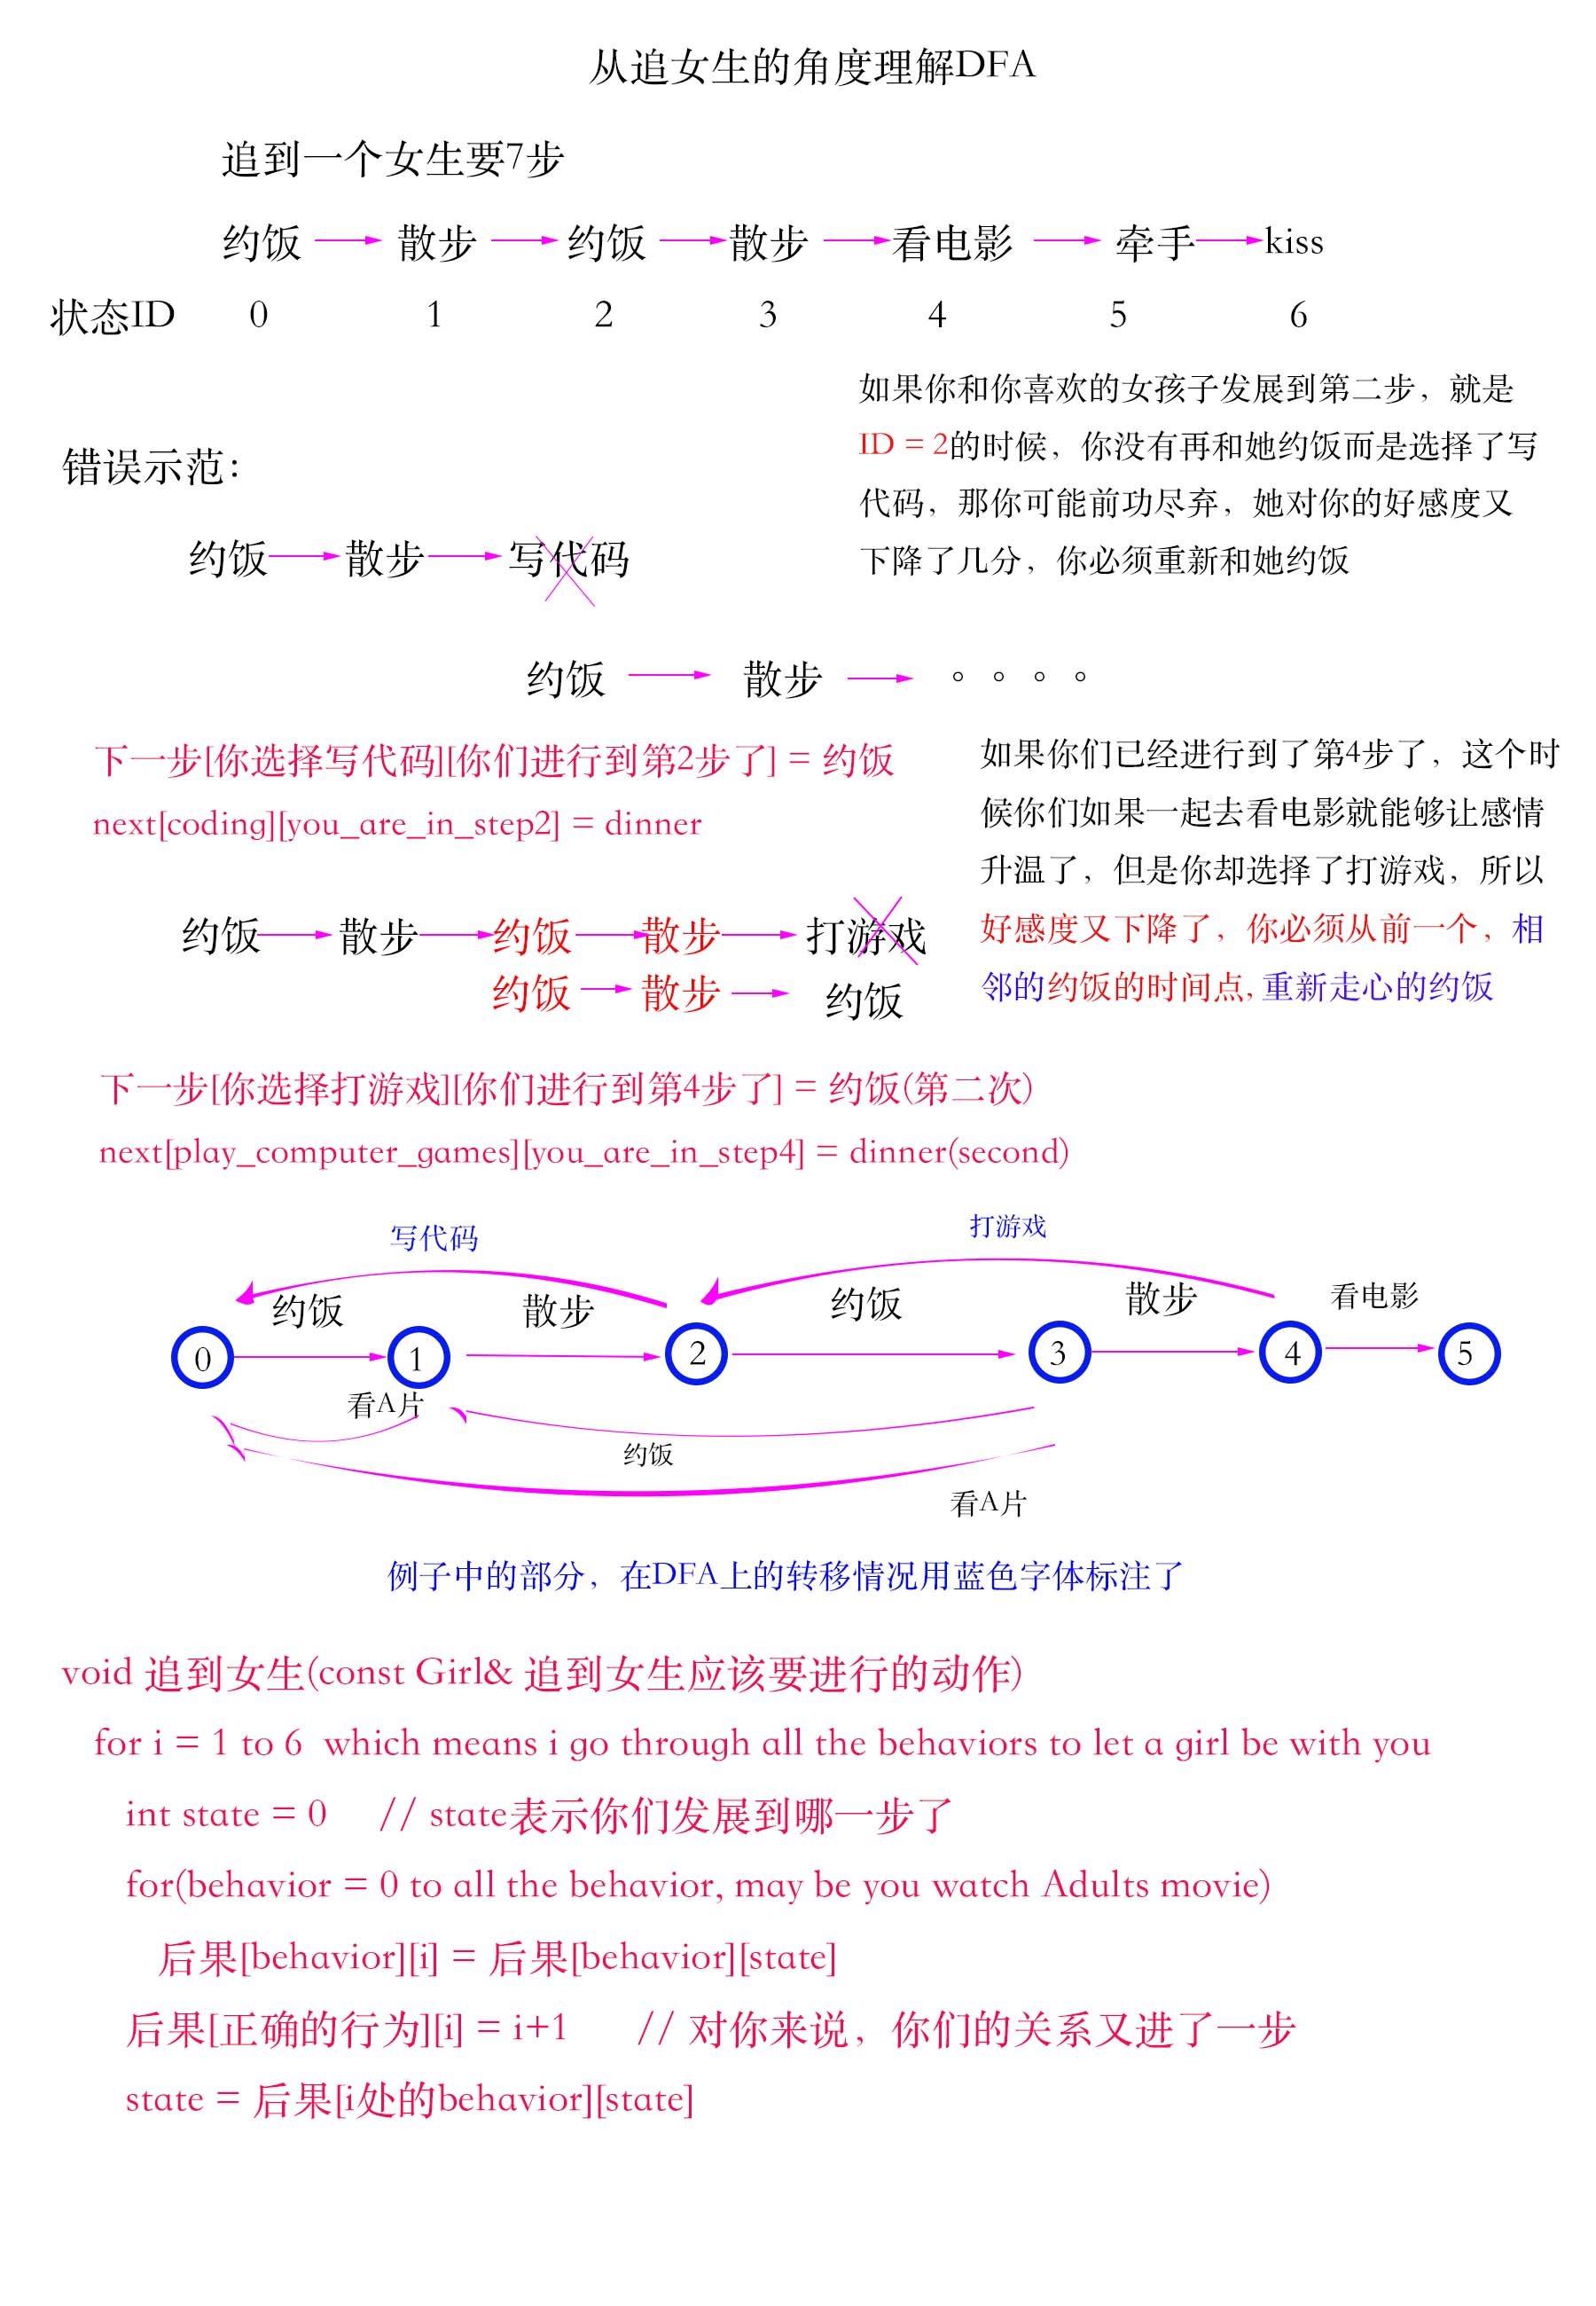 从追女生的角度理解DFA
追到一个女生要7步
约饭 散步 约饭 散步 看电影 牵手 kiss
状态ID 0 1 2 3 4 5 6
如果你和你喜欢的女孩子发展到第二步，就是
ID = 2的时候，你没有再和她约饭而是选择了写
代码，那你可能前功尽弃，她对你的好感度又
下降了几分，你必须重新和她约饭
错误示范：
约饭 散步 写代码
约饭 散步 。。。。
下一步[你选择写代码][你们进行到第2步了] = 约饭
next[coding][you_are_in_step2] = dinner
如果你们已经进行到了第4步了，这个时
候你们如果一起去看电影就能够让感情
升温了，但是你却选择了打游戏，所以
好感度又下降了，你必须从前一个，相
邻的约饭的时间点,重新走心的约饭
约饭 散步 约饭 散步 打游戏
约饭 散步 约饭
下一步[你选择打游戏][你们进行到第4步了] = 约饭(第二次)
next[play_computer_games][you_are_in_step4] = dinner(second)
写代码 打游戏
约饭 散步 约饭 散步 看电影
0 1 2 3 4 5
看A片
约饭
看A片
例子中的部分，在DFA上的转移情况用蓝色字体标注了
void 追到女生(const Girl& 追到女生应该要进行的动作)
for i = 1 to 6 which means i go through all the behaviors to let a girl be with you
int state = 0 // state表示你们发展到哪一步了
for(behavior = 0 to all the behavior, may be you watch Adults movie)
后果[behavior][i] = 后果[behavior][state]
后果[正确的行为][i] = i+1 // 对你来说，你们的关系又进了一步
state = 后果[i处的behavior][state]